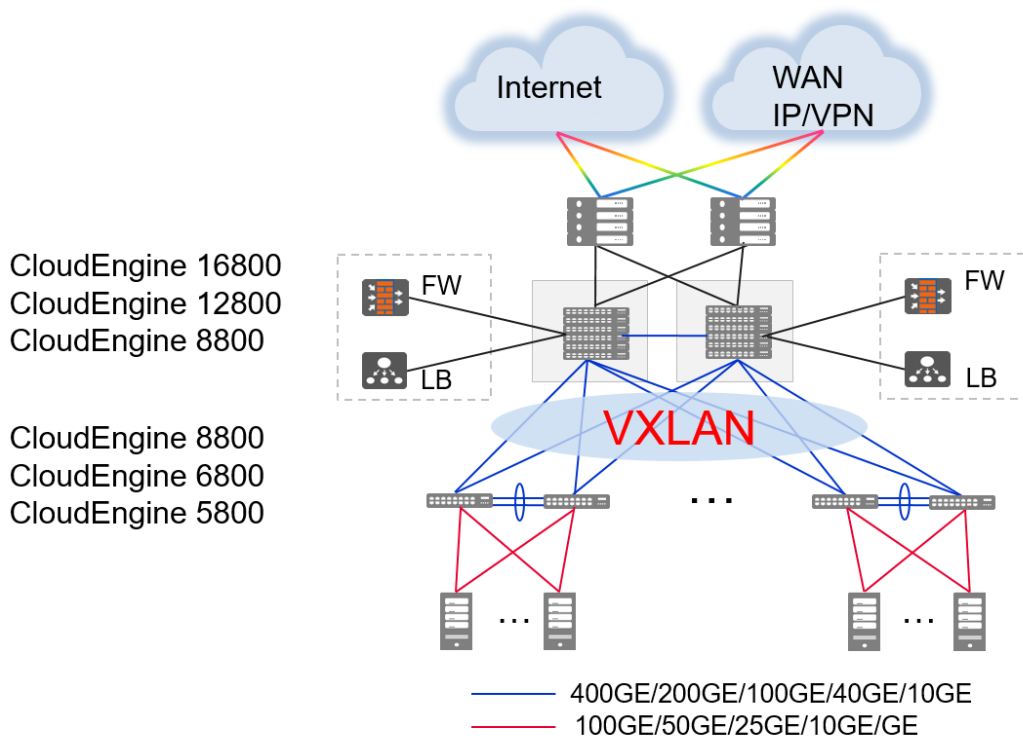 Internet
WAN
IP/VPN
CloudEngine 16800
CloudEngine 12800
CloudEngine 8800
FW
LB
FW
LB
VXLAN
CloudEngine 8800
CloudEngine 6800
CloudEngine 5800
...
...
...
400GE/200GE/100GE/40GE/10GE
100GE/50GE/25GE/10GE/GE